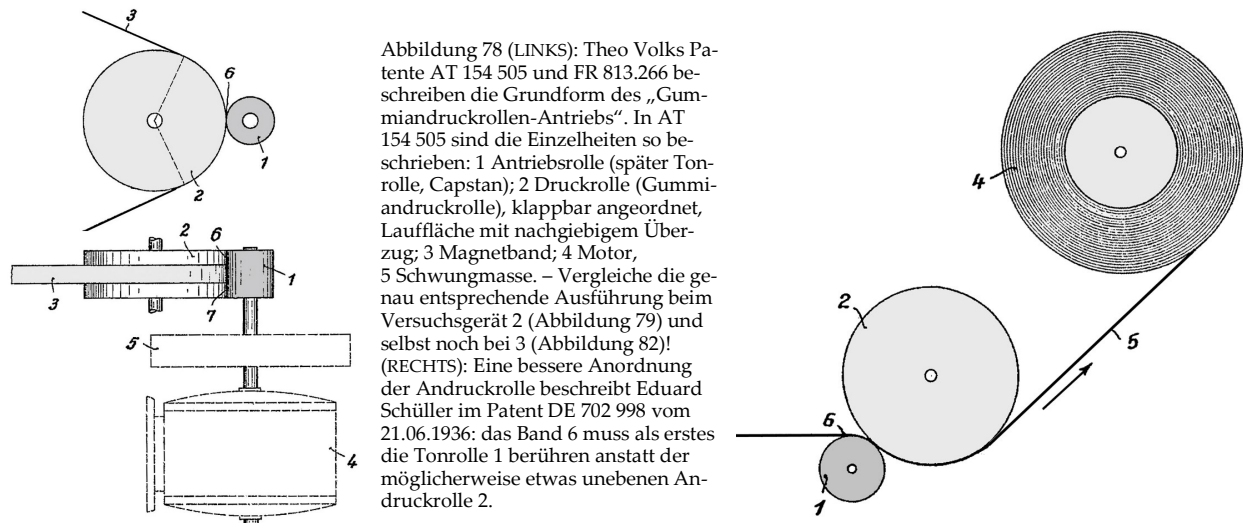 3
6
1
2
2
6
1
3
7
5
4
Abbildung 78 (LINKS): Theo Volks Pa-
tente AT 154 505 und FR 813.266 be-
schreiben die Grundform des „Gum-
miandruckrollen-Antriebs“. In AT
154 505 sind die Einzelheiten so be-
schrieben: 1 Antriebsrolle (später Ton-
rolle, Capstan); 2 Druckrolle (Gummi-
andruckrolle), klappbar angeordnet,
Lauffläche mit nachgiebigem Über-
zug; 3 Magnetband; 4 Motor,
5 Schwungmasse. – Vergleiche die ge-
nau entsprechende Ausführung beim
Versuchsgerät 2 (Abbildung 79) und
selbst noch bei 3 (Abbildung 82)!
(RECHTS): Eine bessere Anordnung
der Andruckrolle beschreibt Eduard
Schüller im Patent DE 702 998 vom
21.06.1936: das Band 6 muss als erstes
die Tonrolle 1 berühren anstatt der
möglicherweise etwas unebenen An-
druckrolle 2.
4
2
5
6
1